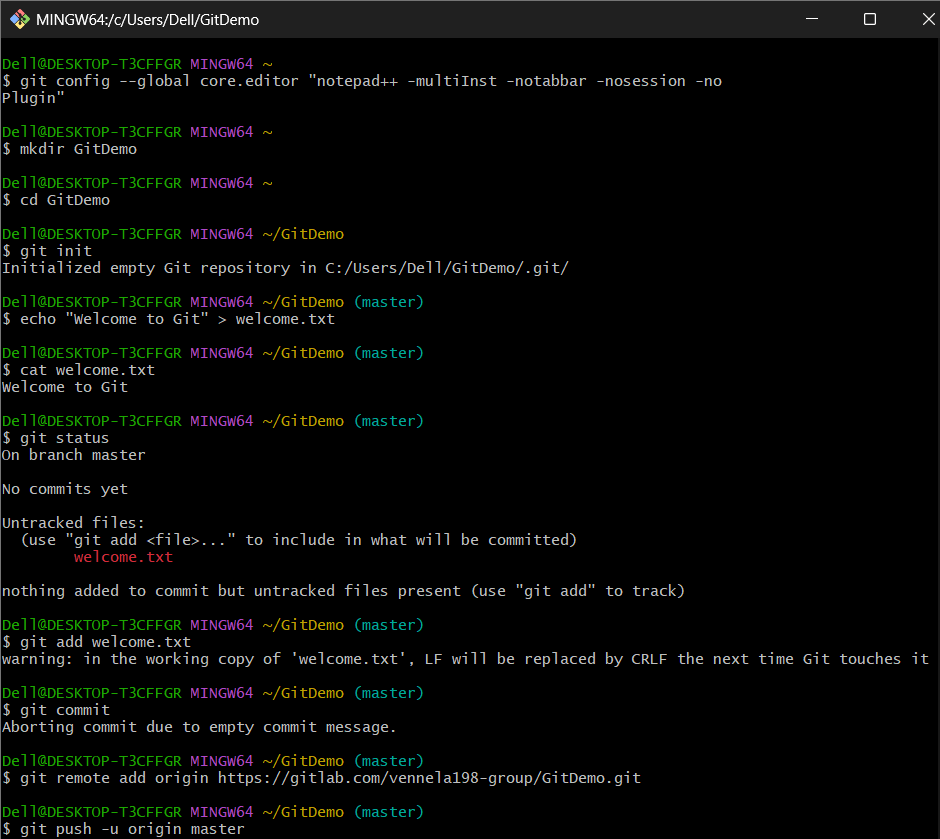 MINGW64:/c/Users/Dell/GitDemo
Dell@DESKTOP-T3CFFGR MINGW64 ~
$ git config --global core.editor "notepad++ -multiInst -notabbar -nosession -no
Plugin"
Dell@DESKTOP-T3CFFGR MINGW64 ~
$ mkdir GitDemo
Dell@DESKTOP-T3CFFGR MINGW64 ~
$ cd GitDemo
Dell@DESKTOP-T3CFFGR MINGW64 ~/GitDemo
$ git init
Initialized empty Git repository in C:/Users/Dell/GitDemo/.git/
Dell@DESKTOP-T3CFFGR MINGW64 ~/GitDemo (master)
$ echo "Welcome to Git" > welcome.txt
Dell@DESKTOP-T3CFFGR MINGW64 ~/GitDemo (master)
$ cat welcome.txt
Welcome to Git
Dell@DESKTOP-T3CFFGR MINGW64 ~/GitDemo (master)
$ git status
On branch master
No commits yet
Untracked files:
  (use "git add <file>..." to include in what will be committed)
        welcome.txt
nothing added to commit but untracked files present (use "git add" to track)
Dell@DESKTOP-T3CFFGR MINGW64 ~/GitDemo (master)
$ git add welcome.txt
warning: in the working copy of 'welcome.txt', LF will be replaced by CRLF the next time Git touches it
Dell@DESKTOP-T3CFFGR MINGW64 ~/GitDemo (master)
$ git commit
Aborting commit due to empty commit message.
Dell@DESKTOP-T3CFFGR MINGW64 ~/GitDemo (master)
$ git remote add origin https://gitlab.com/vennela198-group/GitDemo.git
Dell@DESKTOP-T3CFFGR MINGW64 ~/GitDemo (master)
$ git push -u origin master